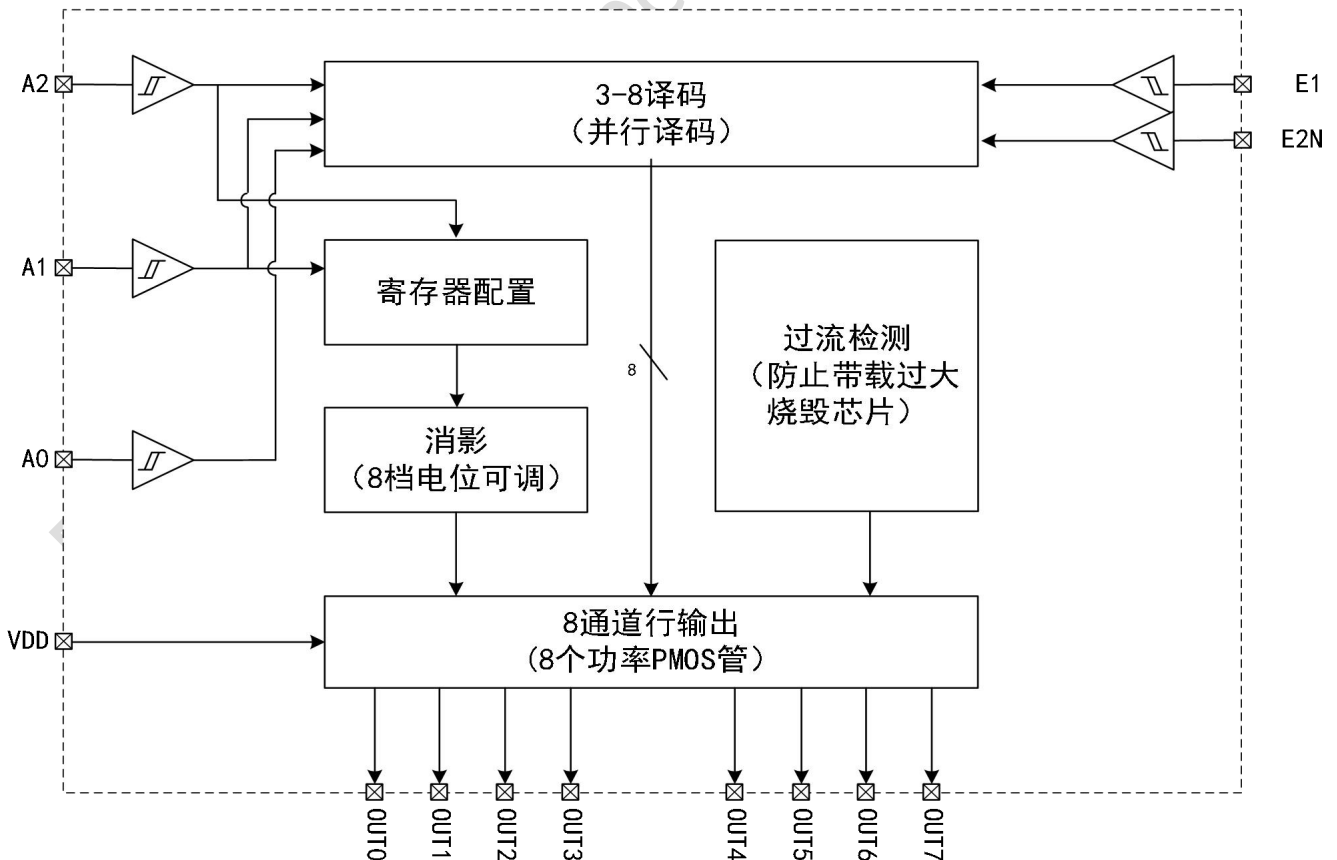 A2
3-8译码
(并行译码)
E1
E2N
A1
寄存器配置
8
过流检测
(防止带载过大
烧毁芯片)
A0
消影
(8档电位可调)
VDD
8通道行输出
(8个功率PMOS管)
OUT0
OUT1
OUT2
OUT3
OUT4
OUT5
OUT6
OUT7